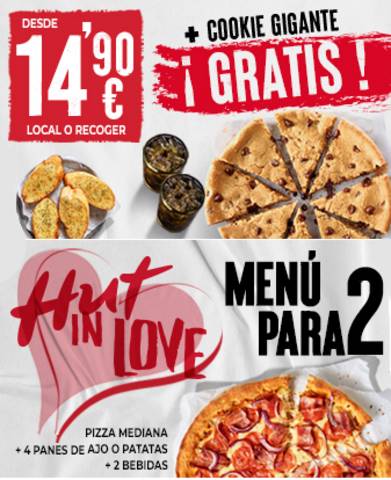 DESDE
14'90 €
LOCAL O RECOGER
+ COOKIE GIGANTE
¡GRATIS!
Hut
IN LOVE
MENÚ
PARA 2
PIZZA MEDIANA
+ 4 PANES DE AJO O PATATAS
+ 2 BEBIDAS